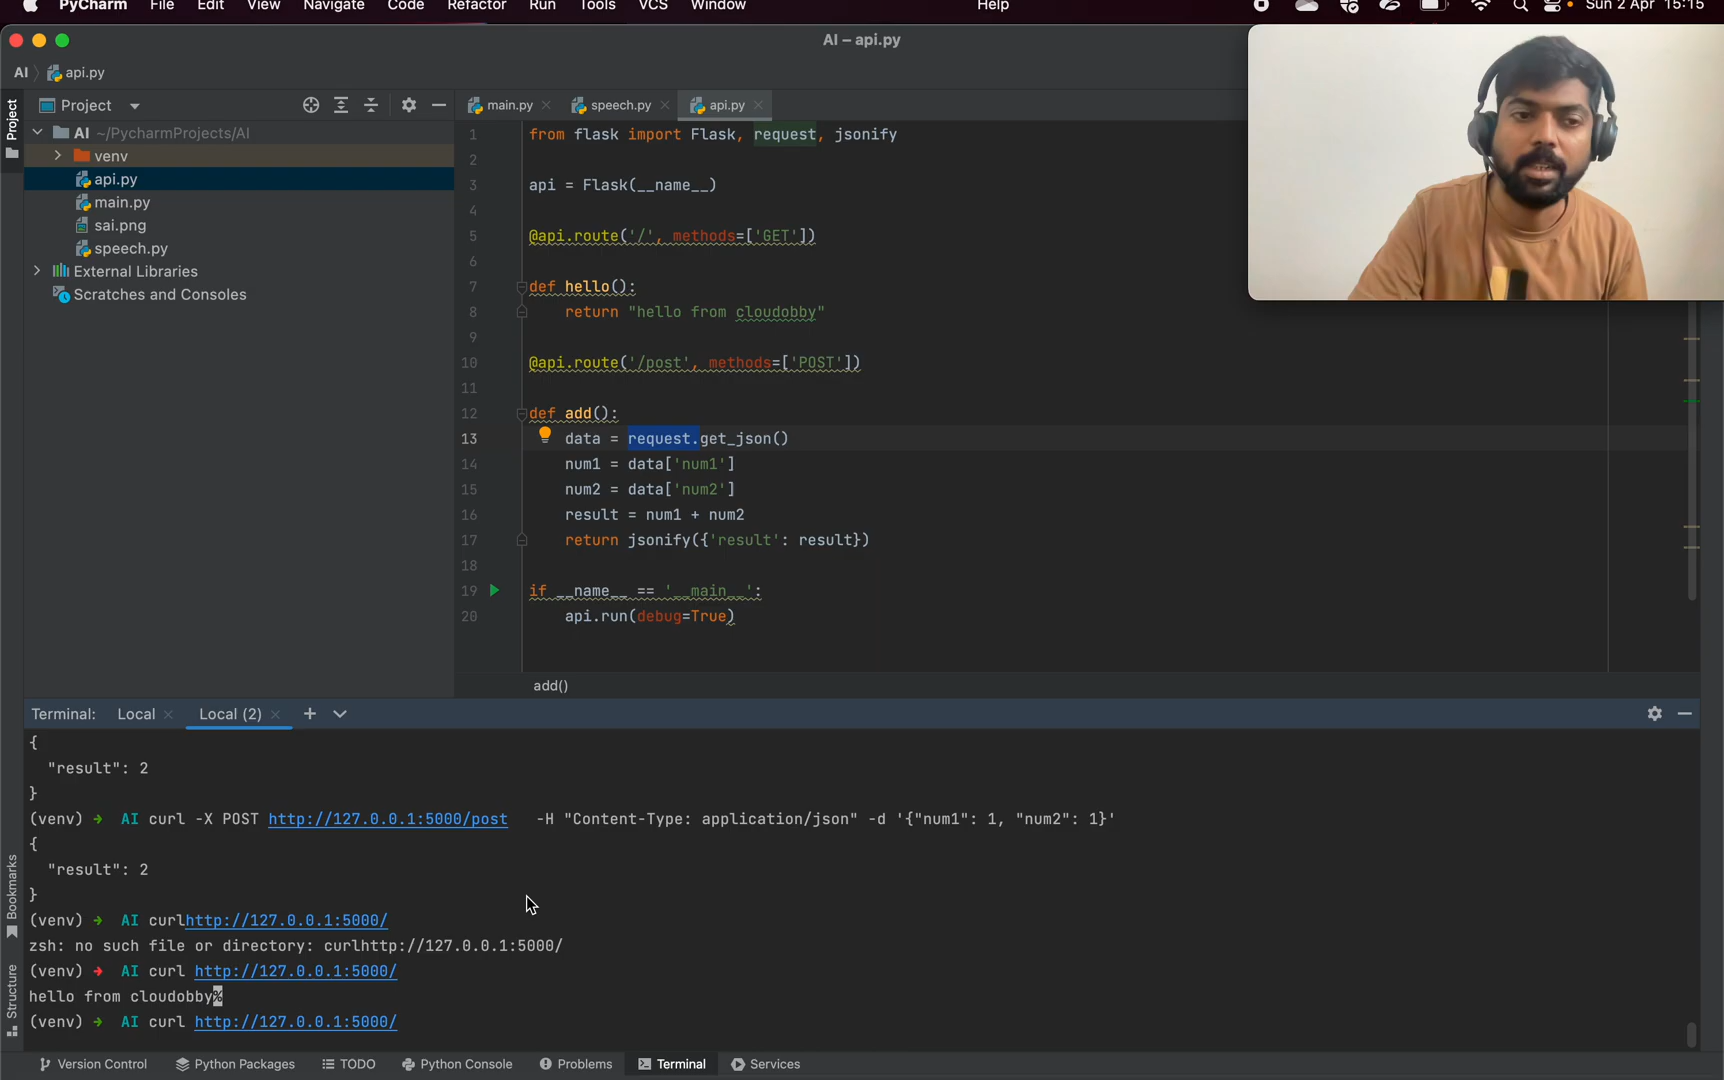 PyCharm File Edit View Navigate Code Refactor Run Tools VCS Window Help Sun 2 Apr 15:15
AI – api.py
AI api.py
Project
Project
main.py speech.py api.py
AI ~/PycharmProjects/AI
venv
api.py
main.py
sai.png
speech.py
External Libraries
Scratches and Consoles
1 from flask import Flask, request, jsonify
2
3 api = Flask(__name__)
4
5 @api.route('/', methods=['GET'])
6
7 def hello():
8 return "hello from cloudobby"
9
10 @api.route('/post', methods=['POST'])
11
12 def add():
13 data = request.get_json()
14 num1 = data['num1']
15 num2 = data['num2']
16 result = num1 + num2
17 return jsonify({'result': result})
18
19 if __name__ == '__main__':
20 api.run(debug=True)
add()
Terminal: Local Local (2)
{
"result": 2
}
(venv) ➜ AI curl -X POST http://127.0.0.1:5000/post -H "Content-Type: application/json" -d '{"num1": 1, "num2": 1}'
{
"result": 2
}
(venv) ➜ AI curlhttp://127.0.0.1:5000/
zsh: no such file or directory: curlhttp://127.0.0.1:5000/
(venv) ➜ AI curl http://127.0.0.1:5000/
hello from cloudobby%
(venv) ➜ AI curl http://127.0.0.1:5000/
Bookmarks
Structure
Version Control Python Packages TODO Python Console Problems Terminal Services